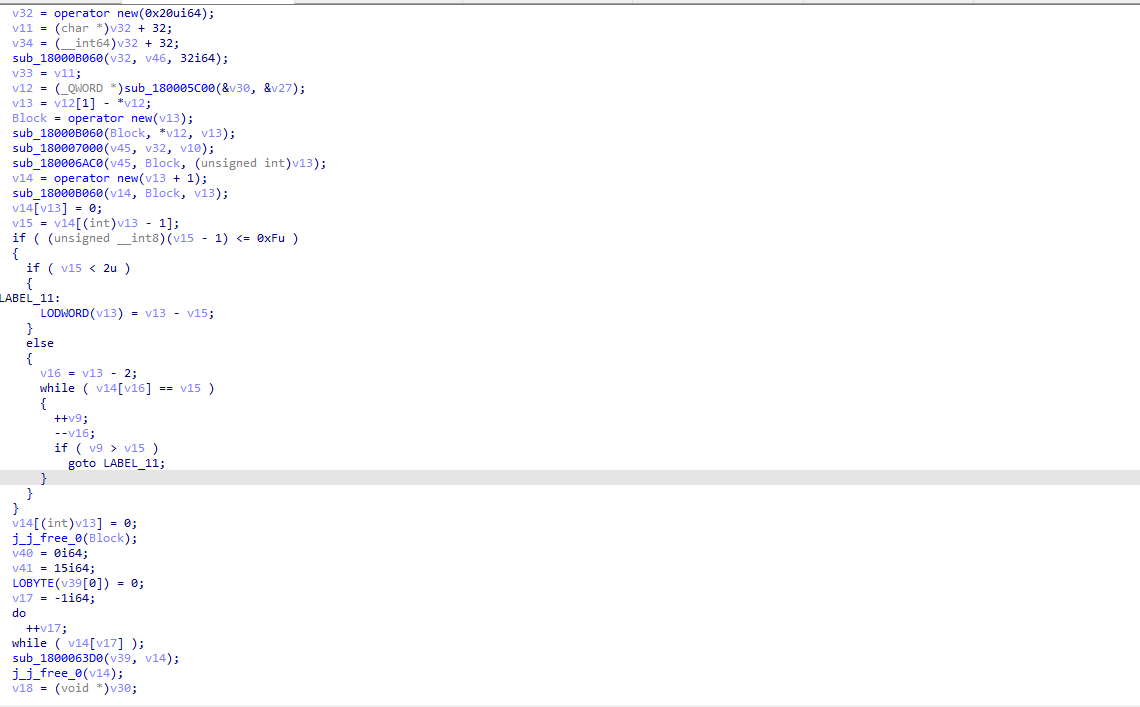 v32 = operator new(0x20ui64);
v11 = (char *)v32 + 32;
v34 = (__int64)v32 + 32;
sub_18000B060(v32, v46, 32i64);
v33 = v11;
v12 = (_QWORD *)sub_180005C00(&v30, &v27);
v13 = v12[1] - *v12;
Block = operator new(v13);
sub_18000B060(Block, *v12, v13);
sub_180007000(v45, v32, v10);
sub_180006AC0(v45, Block, (unsigned int)v13);
v14 = operator new(v13 + 1);
sub_18000B060(v14, Block, v13);
v14[v13] = 0;
v15 = v14[(int)v13 - 1];
if ( (unsigned __int8)(v15 - 1) <= 0xFu )
{
if ( v15 < 2u )
{
LABEL_11:
LODWORD(v13) = v13 - v15;
}
else
{
v16 = v13 - 2;
while ( v14[v16] == v15 )
{
++v9;
--v16;
if ( v9 > v15 )
goto LABEL_11;
}
}
}
v14[(int)v13] = 0;
j_j_free_0(Block);
v40 = 0i64;
v41 = 15i64;
LOBYTE(v39[0]) = 0;
v17 = -1i64;
do
++v17;
while ( v14[v17] );
sub_1800063D0(v39, v14);
j_j_free_0(v14);
v18 = (void *)v30;